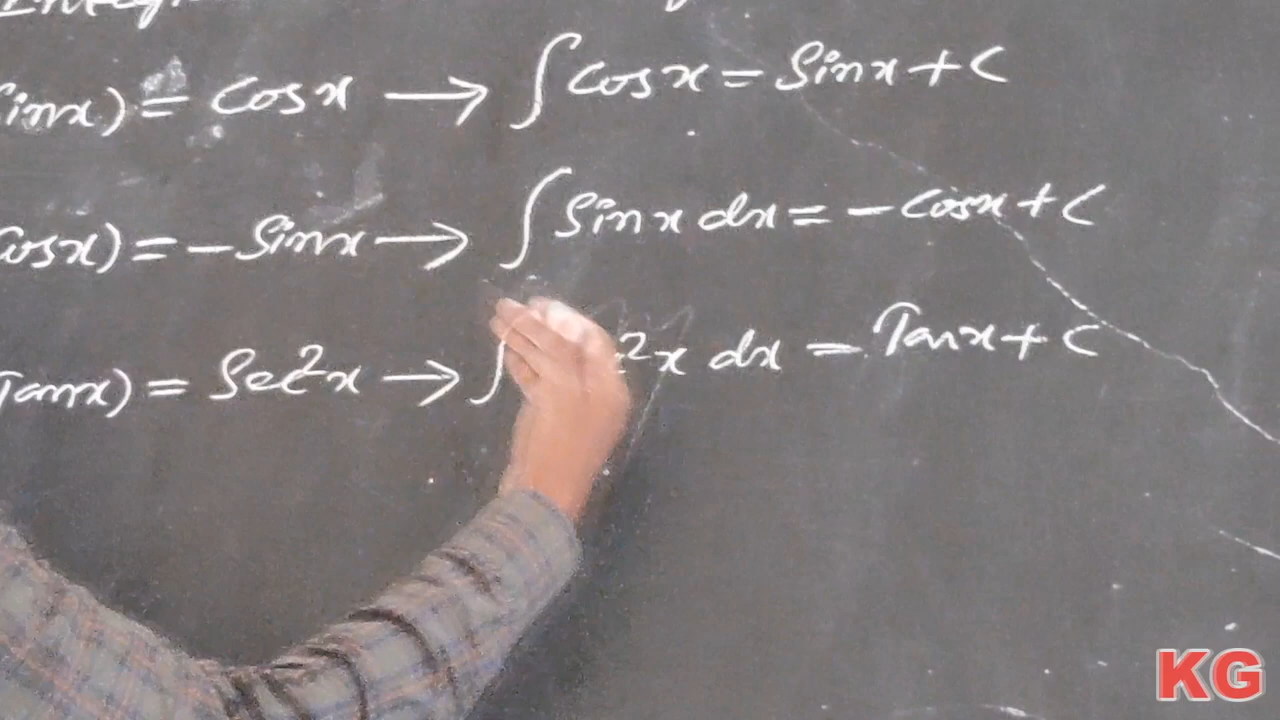 Sinx) = Cosx → ∫ Cosx = Sinx + C
Cosx) = - Sinx → ∫ Sinx dx = - Cosx + C
Tanx) = Sec²x → ∫ ²x dx = Tanx + C
KG